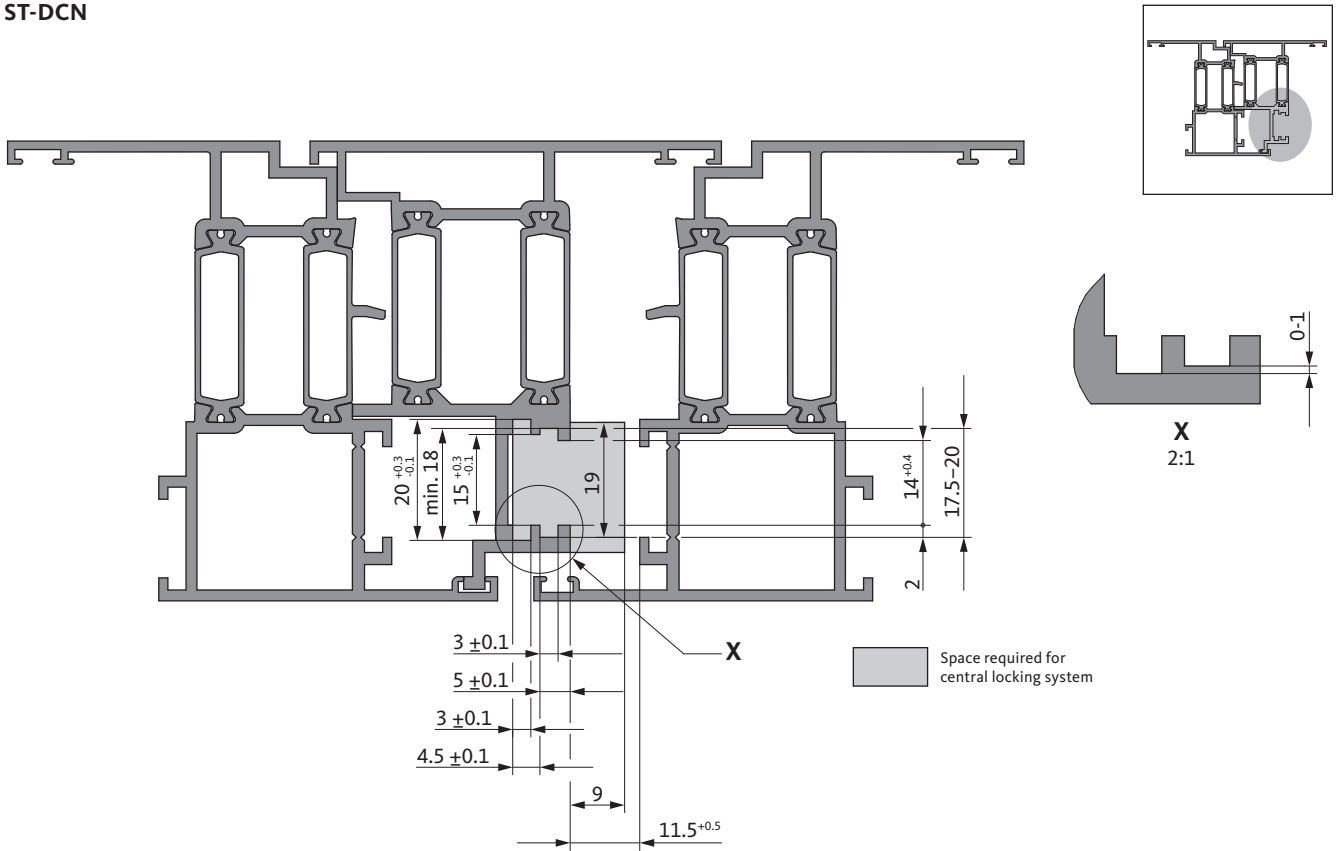 ST-DCN
0-1
X
2:1
20 +0.3 -0.1
min. 18
15 +0.3 -0.1
19
14+0.4
17.5–20
2
3 ±0.1
X
5 ±0.1
3 ±0.1
4.5 ±0.1
9
11.5+0.5
Space required for
central locking system